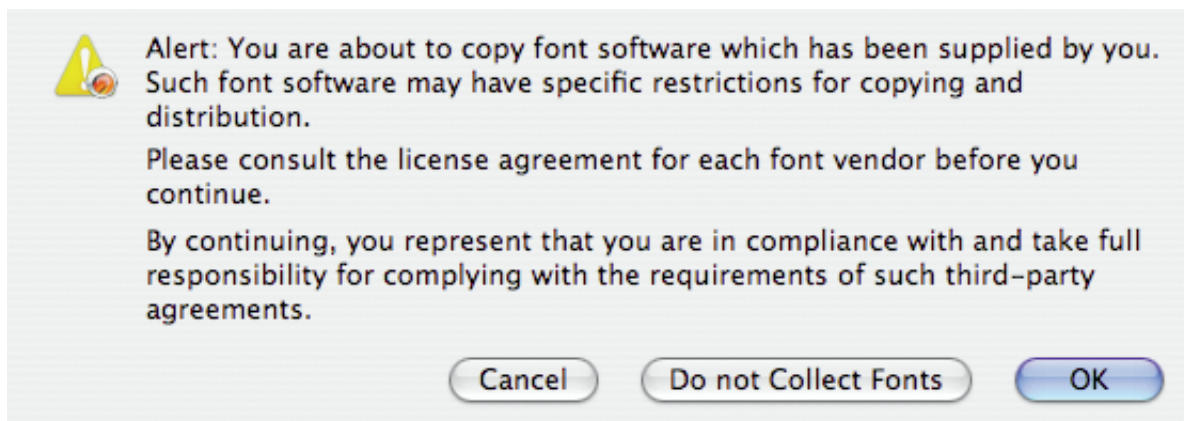 Alert: You are about to copy font software which has been supplied by you.
Such font software may have specific restrictions for copying and
distribution.
Please consult the license agreement for each font vendor before you
continue.
By continuing, you represent that you are in compliance with and take full
responsibility for complying with the requirements of such third-party
agreements.
Cancel Do not Collect Fonts OK